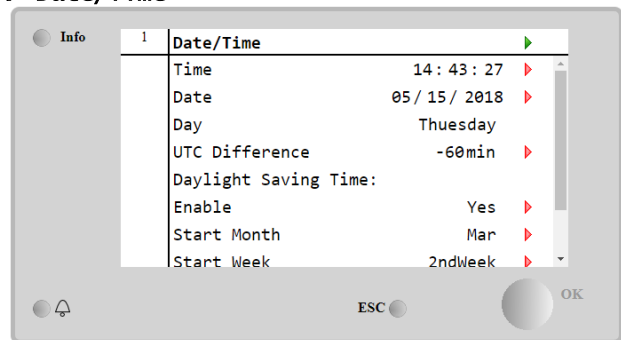 Info
1 Date/Time
Time 14:43:27
Date 05/15/2018
Day Thuesday
UTC Difference -60min
Daylight Saving Time:
Enable Yes
Start Month Mar
Start Week 2ndWeek
ESC
OK